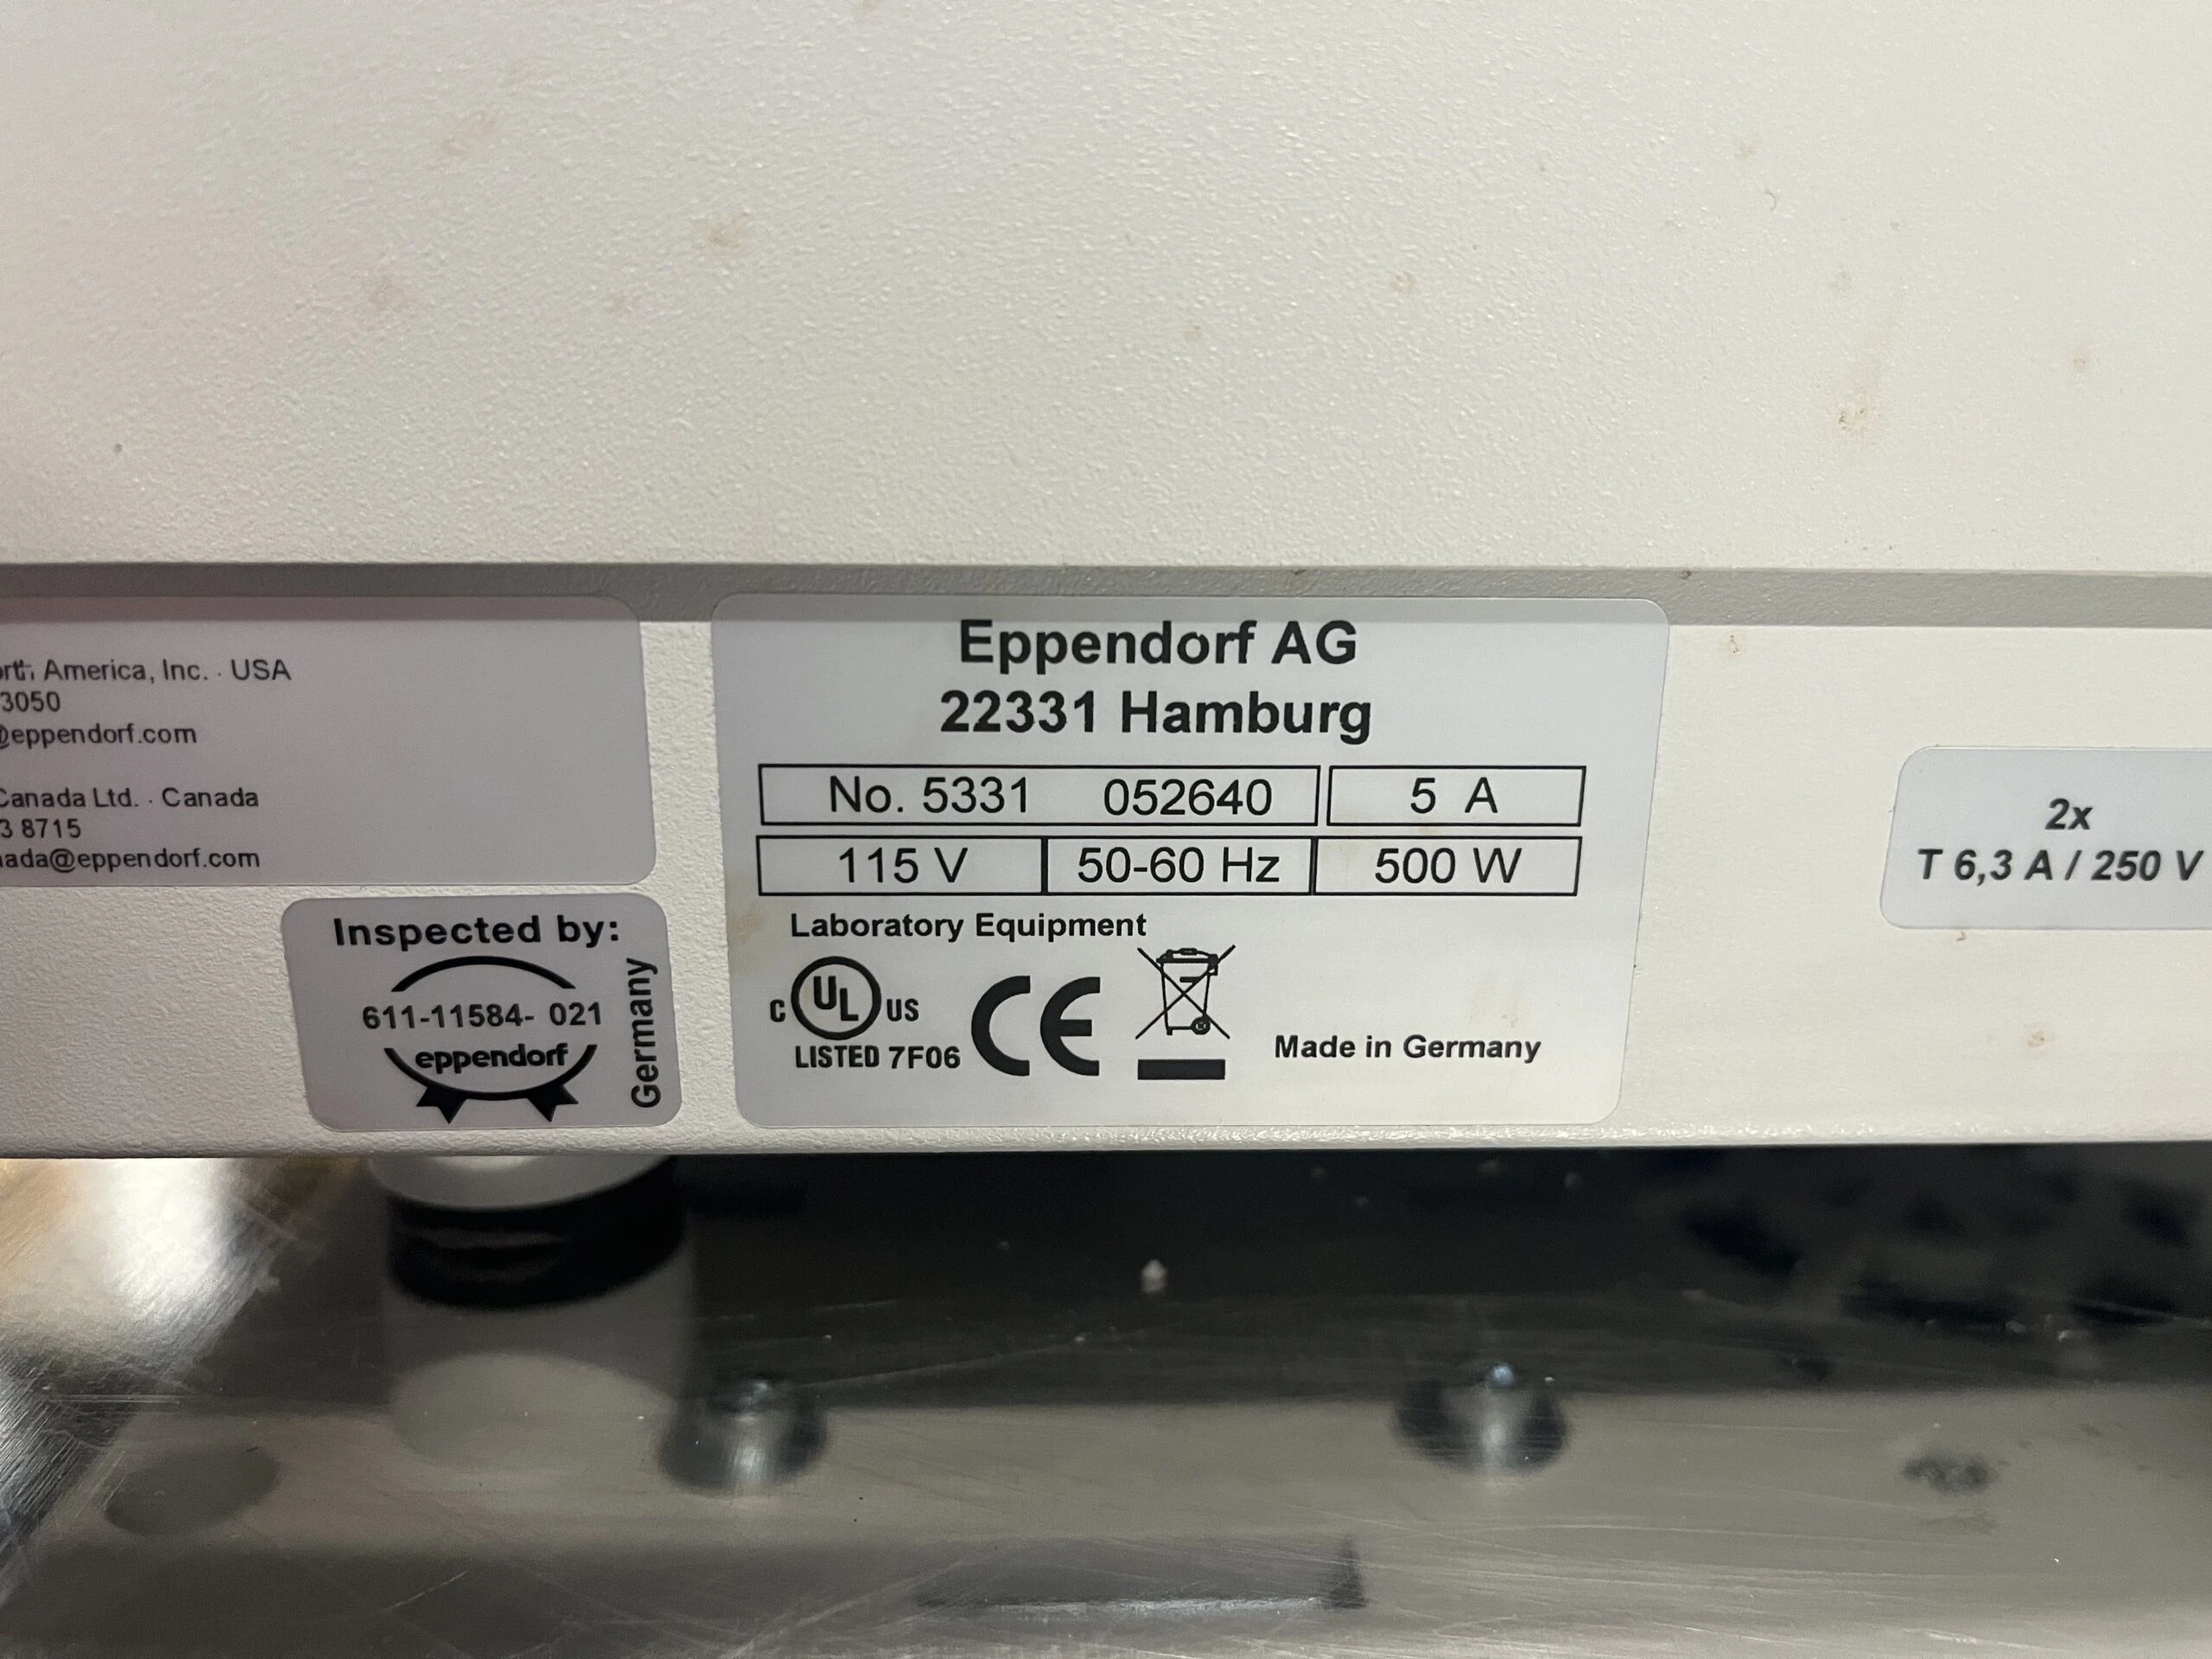 America, Inc. · USA
3050
@eppendorf.com
Canada Ltd. · Canada
3 8715
nada@eppendorf.com
Inspected by:
611-11584- 021
eppendorf
Germany
Eppendorf AG
22331 Hamburg
No. 5331 052640 5 A
115 V 50-60 Hz 500 W
Laboratory Equipment
C UL US
LISTED 7F06
CE
Made in Germany
2x
T 6,3 A / 250 V